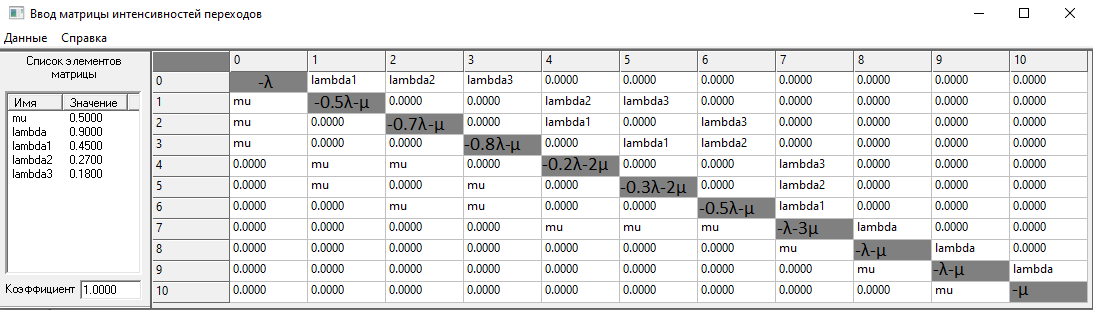 Ввод матрицы интенсивностей переходов
Данные Справка
Список элементов
матрицы
Имя Значение
mu 0.5000
lambda 0.9000
lambda1 0.4500
lambda2 0.2700
lambda3 0.1800
Коэффициент 1.0000
0 1 2 3 4 5 6 7 8 9 10
0 -λ lambda1 lambda2 lambda3 0.0000 0.0000 0.0000 0.0000 0.0000 0.0000 0.0000
1 mu -0.5λ-μ 0.0000 0.0000 lambda2 lambda3 0.0000 0.0000 0.0000 0.0000 0.0000
2 mu 0.0000 -0.7λ-μ 0.0000 lambda1 0.0000 lambda3 0.0000 0.0000 0.0000 0.0000
3 mu 0.0000 0.0000 -0.8λ-μ 0.0000 lambda1 lambda2 0.0000 0.0000 0.0000 0.0000
4 0.0000 mu mu 0.0000 -0.2λ-2μ 0.0000 0.0000 lambda3 0.0000 0.0000 0.0000
5 0.0000 mu 0.0000 mu 0.0000 -0.3λ-2μ 0.0000 lambda2 0.0000 0.0000 0.0000
6 0.0000 0.0000 mu mu 0.0000 0.0000 -0.5λ-μ lambda1 0.0000 0.0000 0.0000
7 0.0000 0.0000 0.0000 0.0000 mu mu mu -λ-3μ lambda 0.0000 0.0000
8 0.0000 0.0000 0.0000 0.0000 0.0000 0.0000 0.0000 mu -λ-μ lambda 0.0000
9 0.0000 0.0000 0.0000 0.0000 0.0000 0.0000 0.0000 0.0000 mu -λ-μ lambda
10 0.0000 0.0000 0.0000 0.0000 0.0000 0.0000 0.0000 0.0000 0.0000 mu -μ